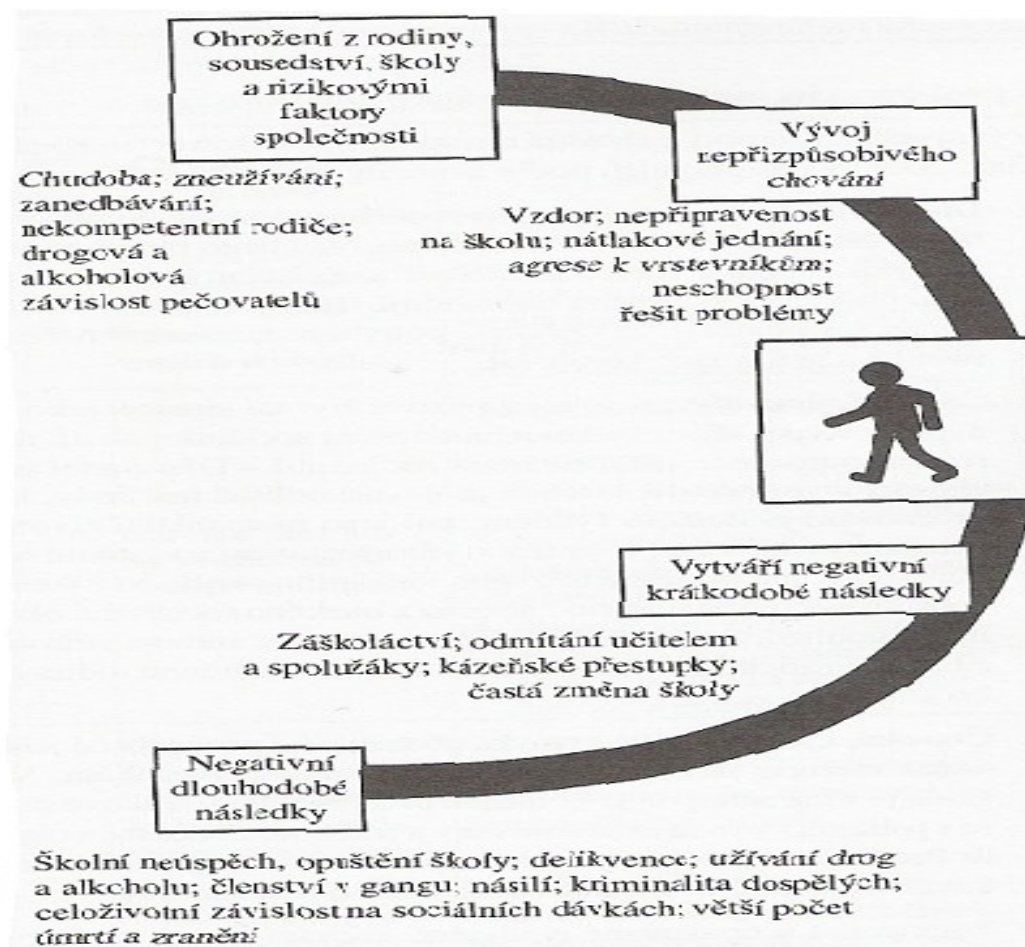 Ohrožení z rodiny,
sousedství, školy
a rizikovými
faktory
společnosti
Chudoba; zneužívání;
zanedbávání;
nekompetentní rodiče;
drogová a
alkoholová
závislost pečovatelů
Vývoj
nepřizpůsobivého
chování
Vzdor; nepřipravenost
na školu; nátlakové jednání;
agrese k vrstevníkům;
neschopnost
řešit problémy
Vytváří negativní
krátkodobé následky
Záškoláctví; odmítání učitelem
a spolužáky; kázeňské přestupky;
častá změna školy
Negativní
dlouhodobé
následky
Školní neúspěch, opuštění školy; delikvence; užívání drog
a alkoholu; členství v gangu; násilí; kriminalita dospělých;
celoživotní závislost na sociálních dávkách; větší počet
úmrtí a zranění